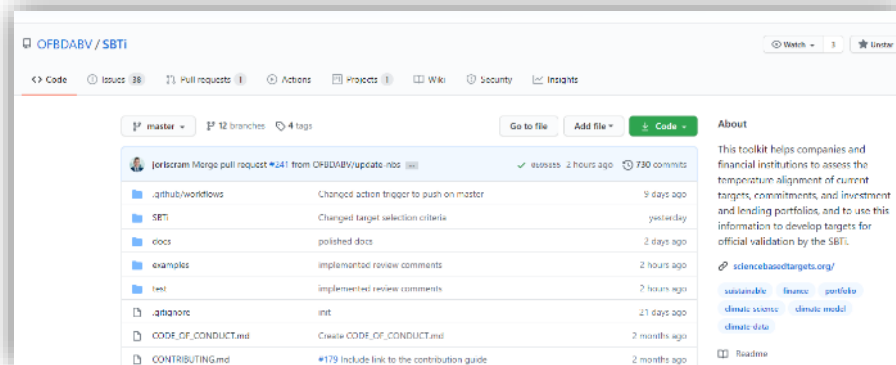 OFBDABV / SBTi
Watch 3 Unstar
Code Issues 38 Pull requests 1 Actions Projects 1 Wiki Security Insights
master 12 branches 4 tags Go to file Add file Code
joriscram Merge pull request #241 from OFBDABV/update-nbs ... 2 hours ago 730 commits
.github/workflows Changed action trigger to push on master 9 days ago
SBTi Changed target selection criteria yesterday
docs polished docs 2 days ago
examples implemented review comments 2 hours ago
test implemented review comments 2 hours ago
.gitignore init 21 days ago
CODE_OF_CONDUCT.md Create CODE_OF_CONDUCT.md 2 months ago
CONTRIBUTING.md #179 Include link to the contribution guide 2 months ago
About
This toolkit helps companies and
financial institutions to assess the
temperature alignment of current
targets, commitments, and investment
and lending portfolios, and to use this
information to develop targets for
official validation by the SBTi.
sciencebasedtargets.org/
sustainable finance portfolio
climate-science climate-model
climate-data
Readme